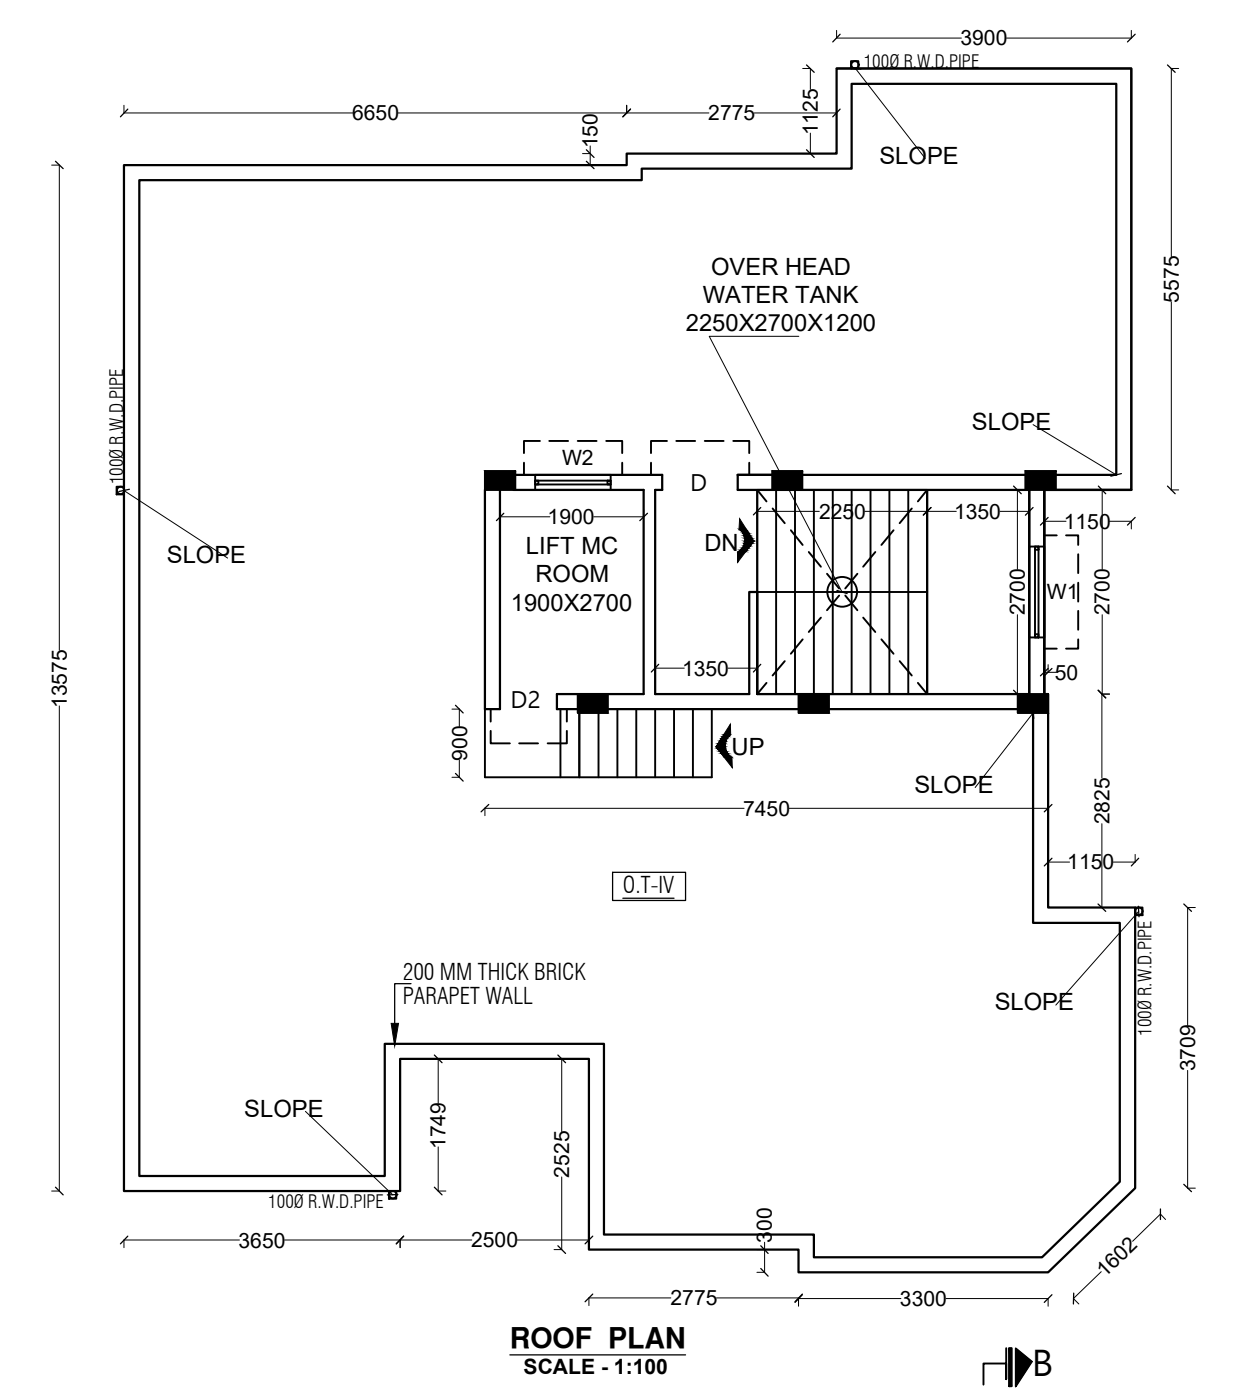 3900
100Ø R.W.D.PIPE
6650
2775
1125
150
SLOPE
OVER HEAD
WATER TANK
2250X2700X1200
5575
100Ø R.W.D.PIPE
SLOPE
W2
D
1900
2250
1350
1150
DN
LIFT MC
ROOM
1900X2700
SLOPE
2700
W1
2700
13575
1350
50
D2
900
UP
SLOPE
7450
2825
1150
O.T-IV
200 MM THICK BRICK
PARAPET WALL
SLOPE
100Ø R.W.D.PIPE
3709
SLOPE
1749
2525
100Ø R.W.D.PIPE
3650
2500
300
1602
2775
3300
ROOF PLAN
SCALE - 1:100
B